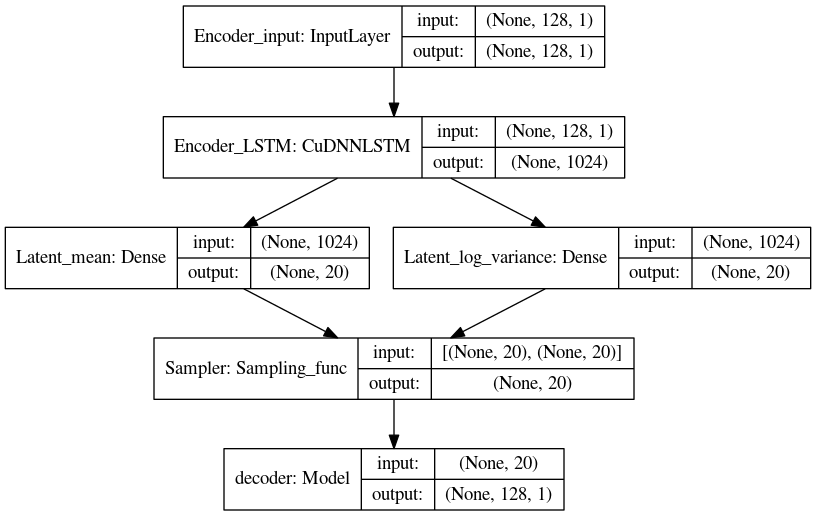 Encoder_input: InputLayer
input: (None, 128, 1)
output: (None, 128, 1)
Encoder_LSTM: CuDNNLSTM
input: (None, 128, 1)
output: (None, 1024)
Latent_mean: Dense
input: (None, 1024)
output: (None, 20)
Latent_log_variance: Dense
input: (None, 1024)
output: (None, 20)
Sampler: Sampling_func
input: [(None, 20), (None, 20)]
output: (None, 20)
decoder: Model
input: (None, 20)
output: (None, 128, 1)